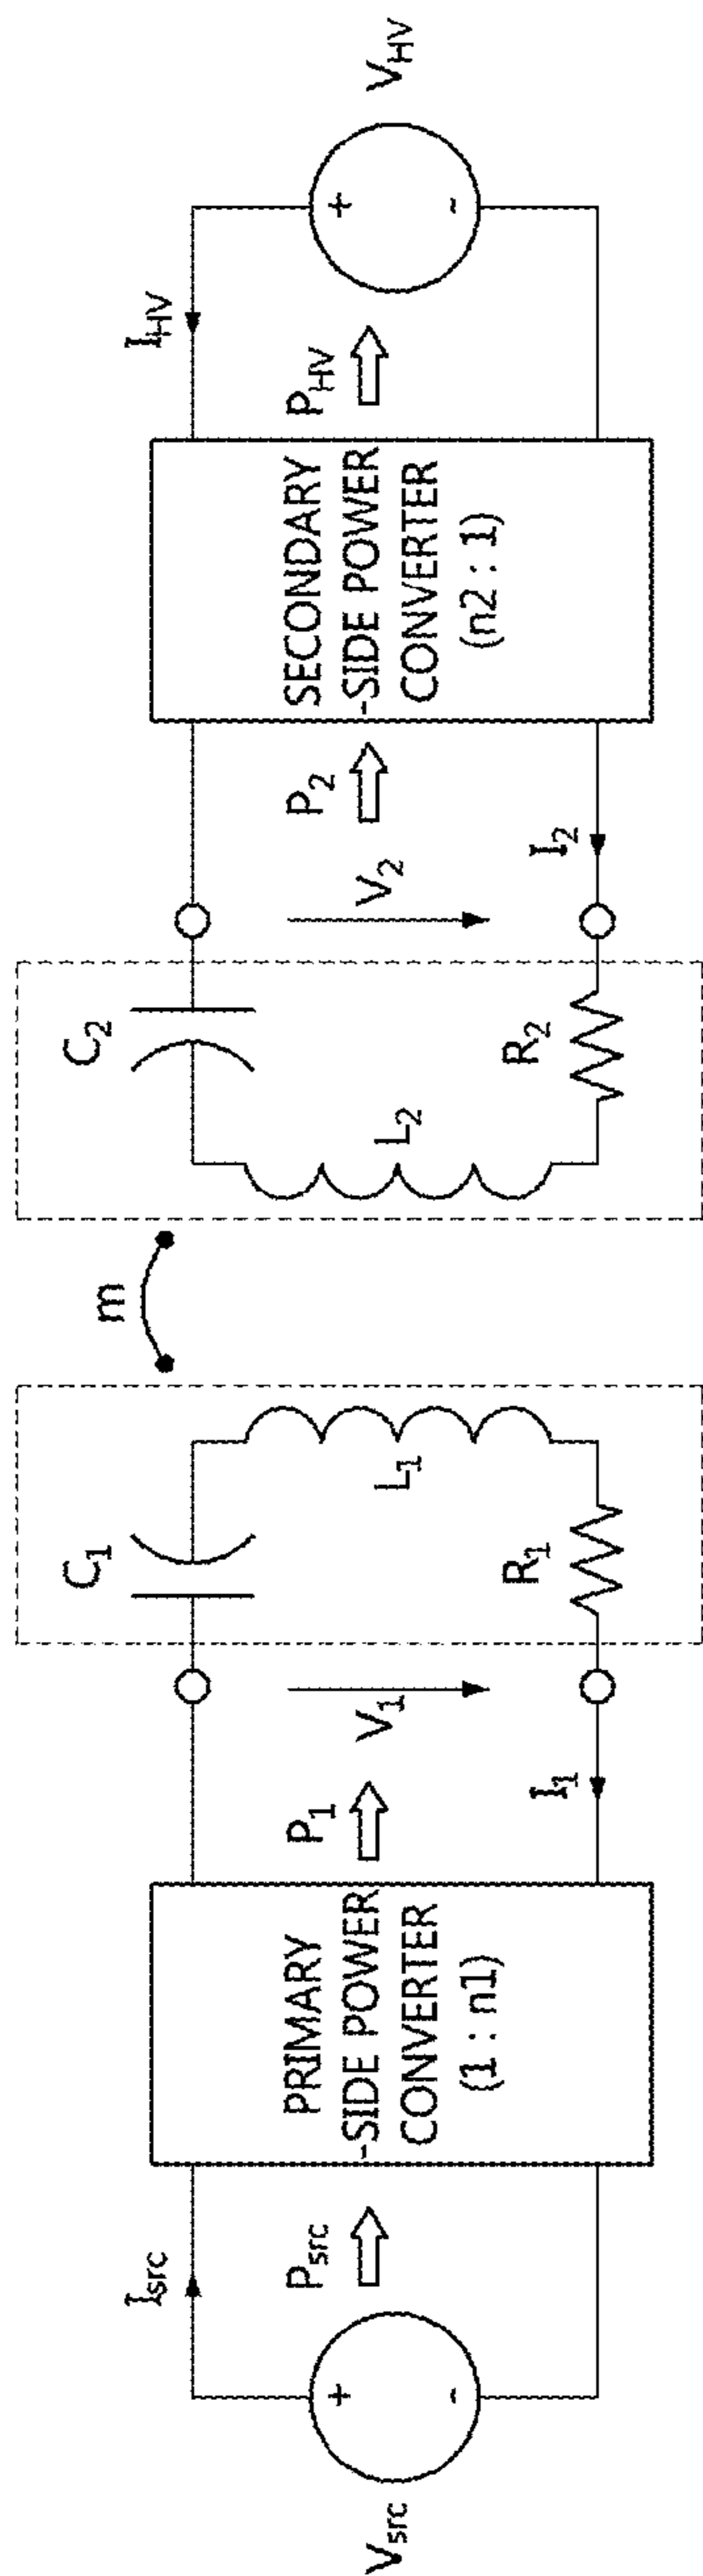 V_src
I_src
P_src
PRIMARY
-SIDE POWER
CONVERTER
(1 : n1)
P_1
V_1
I_1
C_1
L_1
R_1
m
C_2
L_2
R_2
P_2
V_2
I_2
SECONDARY
-SIDE POWER
CONVERTER
(n2 : 1)
I_HV
P_HV
V_HV
+
-
+
-